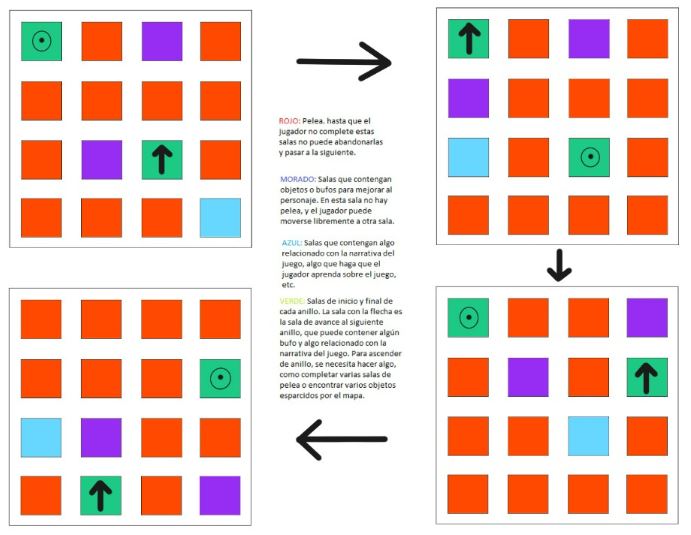 ROJO: Pelea. hasta que el
jugador no complete estas
salas no puede abandonarlas
y pasar a la siguiente.
MORADO: Salas que contengan
objetos o bufos para mejorar al
personaje. En esta sala no hay
pelea, y el jugador puede
moverse libremente a otra sala.
AZUL: Salas que contengan algo
relacionado con la narrativa del
juego, algo que haga que el
jugador aprenda sobre el juego,
etc.
VERDE: Salas de inicio y final de
cada anillo. La sala con la flecha es
la sala de avance al siguiente
anillo, que puede contener algún
bufo y algo relacionado con la
narrativa del juego. Para ascender
de anillo, se necesita hacer algo,
como completar varias salas de
pelea o encontrar varios objetos
esparcidos por el mapa.